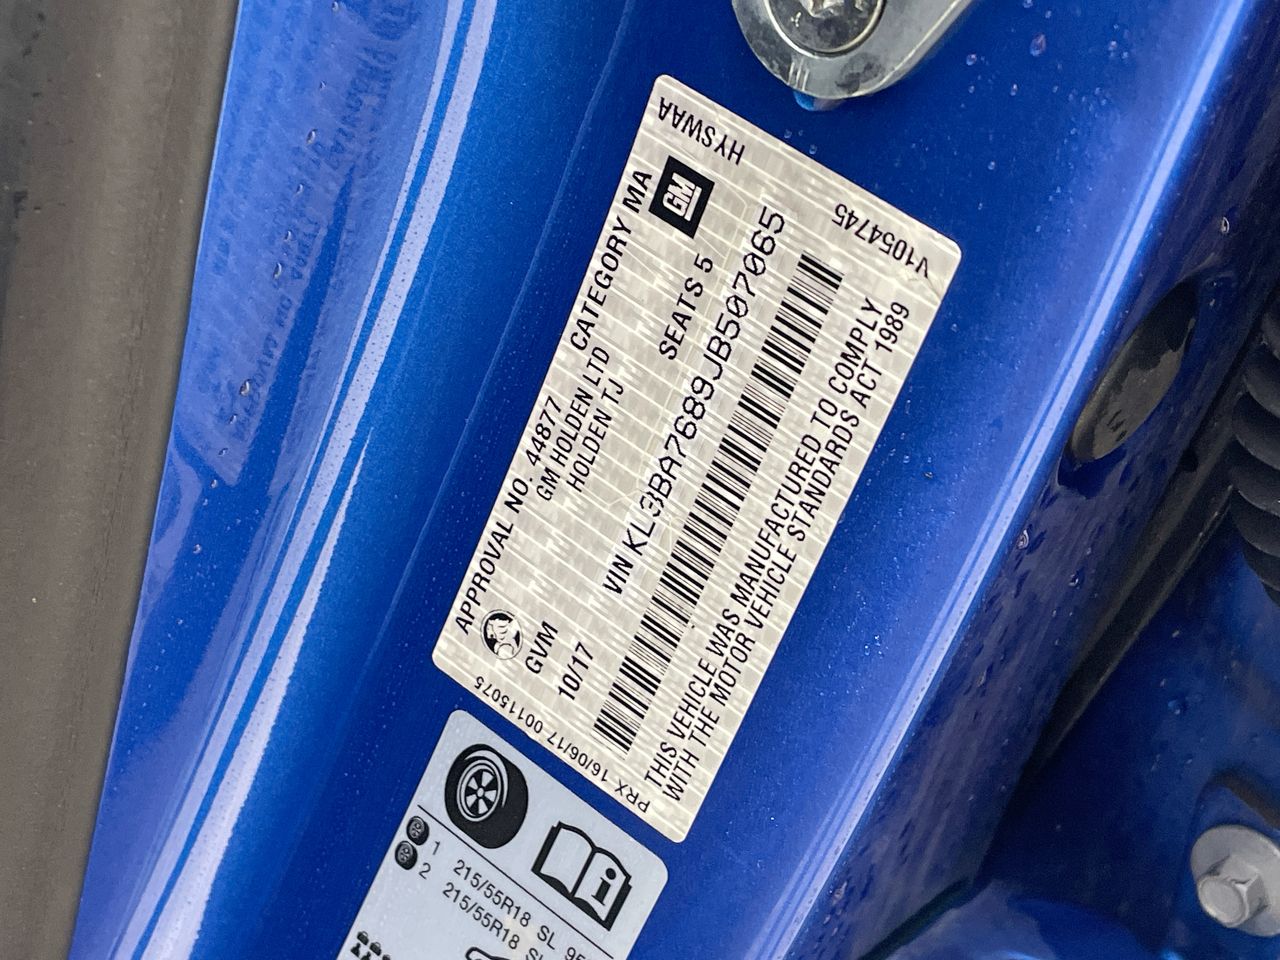 HYSWAA
V1054745
APPROVAL NO. 44877 CATEGORY MA
GM HOLDEN LTD
GM
HOLDEN TJ
SEATS 5
GVM
VIN KL3BA7689JB507065
10/17
THIS VEHICLE WAS MANUFACTURED TO COMPLY
WITH THE MOTOR VEHICLE STANDARDS ACT 1989
PRX 16/06/17 00115075
i
1 215/55R18 SL 95
2 215/55R18